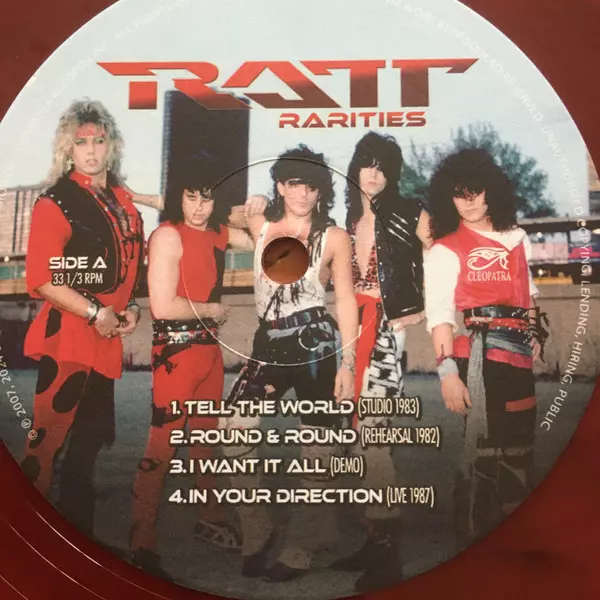 RATT
RARITIES
SIDE A
33 1/3 RPM
CLEOPATRA
1. TELL THE WORLD (STUDIO 1983)
2. ROUND & ROUND (REHEARSAL 1982)
3. I WANT IT ALL (DEMO)
4. IN YOUR DIRECTION (LIVE 1987)
COPYING, LENDING, HIRING, PUBLIC
℗ © 2007,